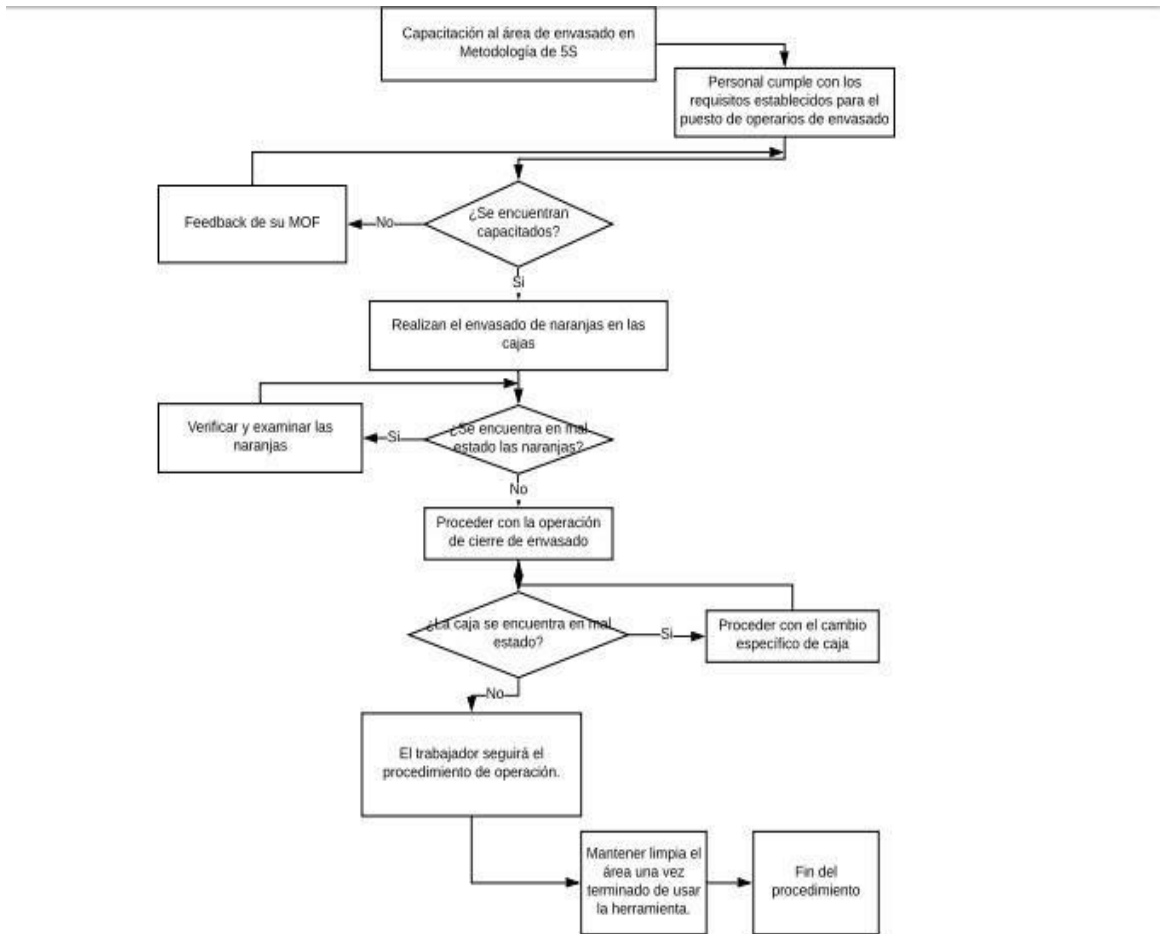 Capacitación al área de envasado en
Metodología de 5S
Personal cumple con los
requisitos establecidos para el
puesto de operarios de envasado
¿Se encuentran
capacitados?
No
Feedback de su MOF
Si
Realizan el envasado de naranjas en las
cajas
¿Se encuentra en mal
estado las naranjas?
Si
Verificar y examinar las
naranjas
No
Proceder con la operación
de cierre de envasado
¿La caja se encuentra en mal
estado?
Si
Proceder con el cambio
específico de caja
No
El trabajador seguirá el
procedimiento de operación.
Mantener limpia el
área una vez
terminado de usar
la herramienta.
Fin del
procedimiento